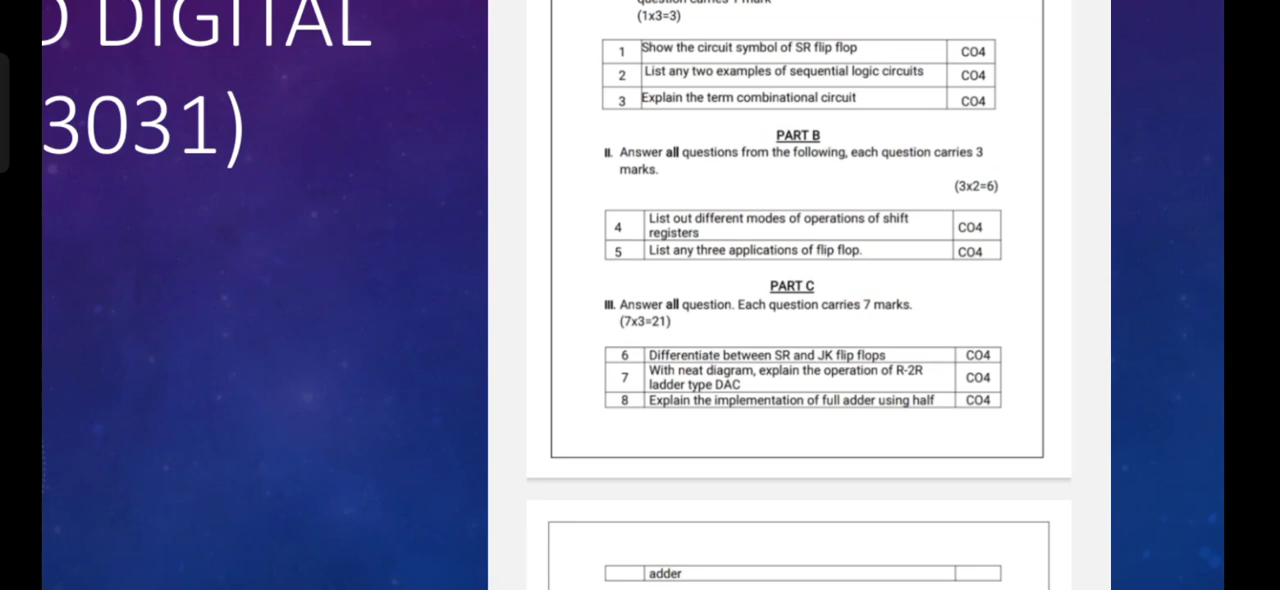 D DIGITAL
3031)
question carries 1 mark
(1x3=3)
1 Show the circuit symbol of SR flip flop CO4
2 List any two examples of sequential logic circuits CO4
3 Explain the term combinational circuit CO4
PART B
II. Answer all questions from the following, each question carries 3
marks.
(3x2=6)
4 List out different modes of operations of shift
registers CO4
5 List any three applications of flip flop. CO4
PART C
III. Answer all question. Each question carries 7 marks.
(7x3=21)
6 Differentiate between SR and JK flip flops CO4
7 With neat diagram, explain the operation of R-2R
ladder type DAC CO4
8 Explain the implementation of full adder using half CO4
adder